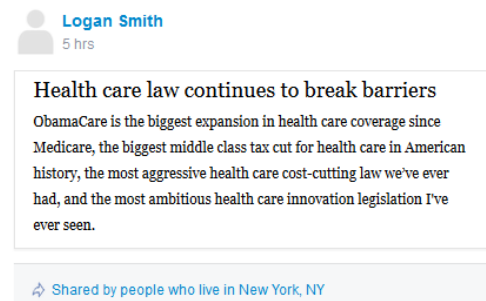 Logan Smith
5 hrs
Health care law continues to break barriers
ObamaCare is the biggest expansion in health care coverage since
Medicare, the biggest middle class tax cut for health care in American
history, the most aggressive health care cost-cutting law we've ever
had, and the most ambitious health care innovation legislation I've
ever seen.
Shared by people who live in New York, NY